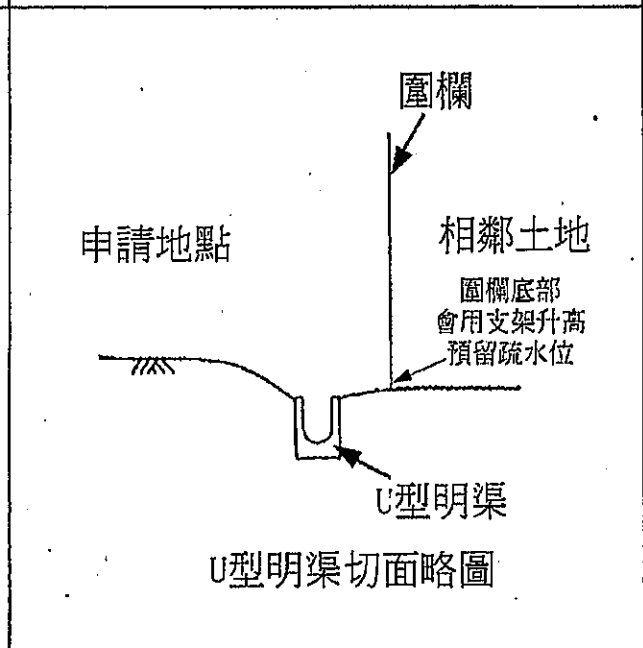 圍欄
申請地點
相鄰土地
圍欄底部
會用支架升高
預留疏水位
U型明渠
U型明渠切面略圖